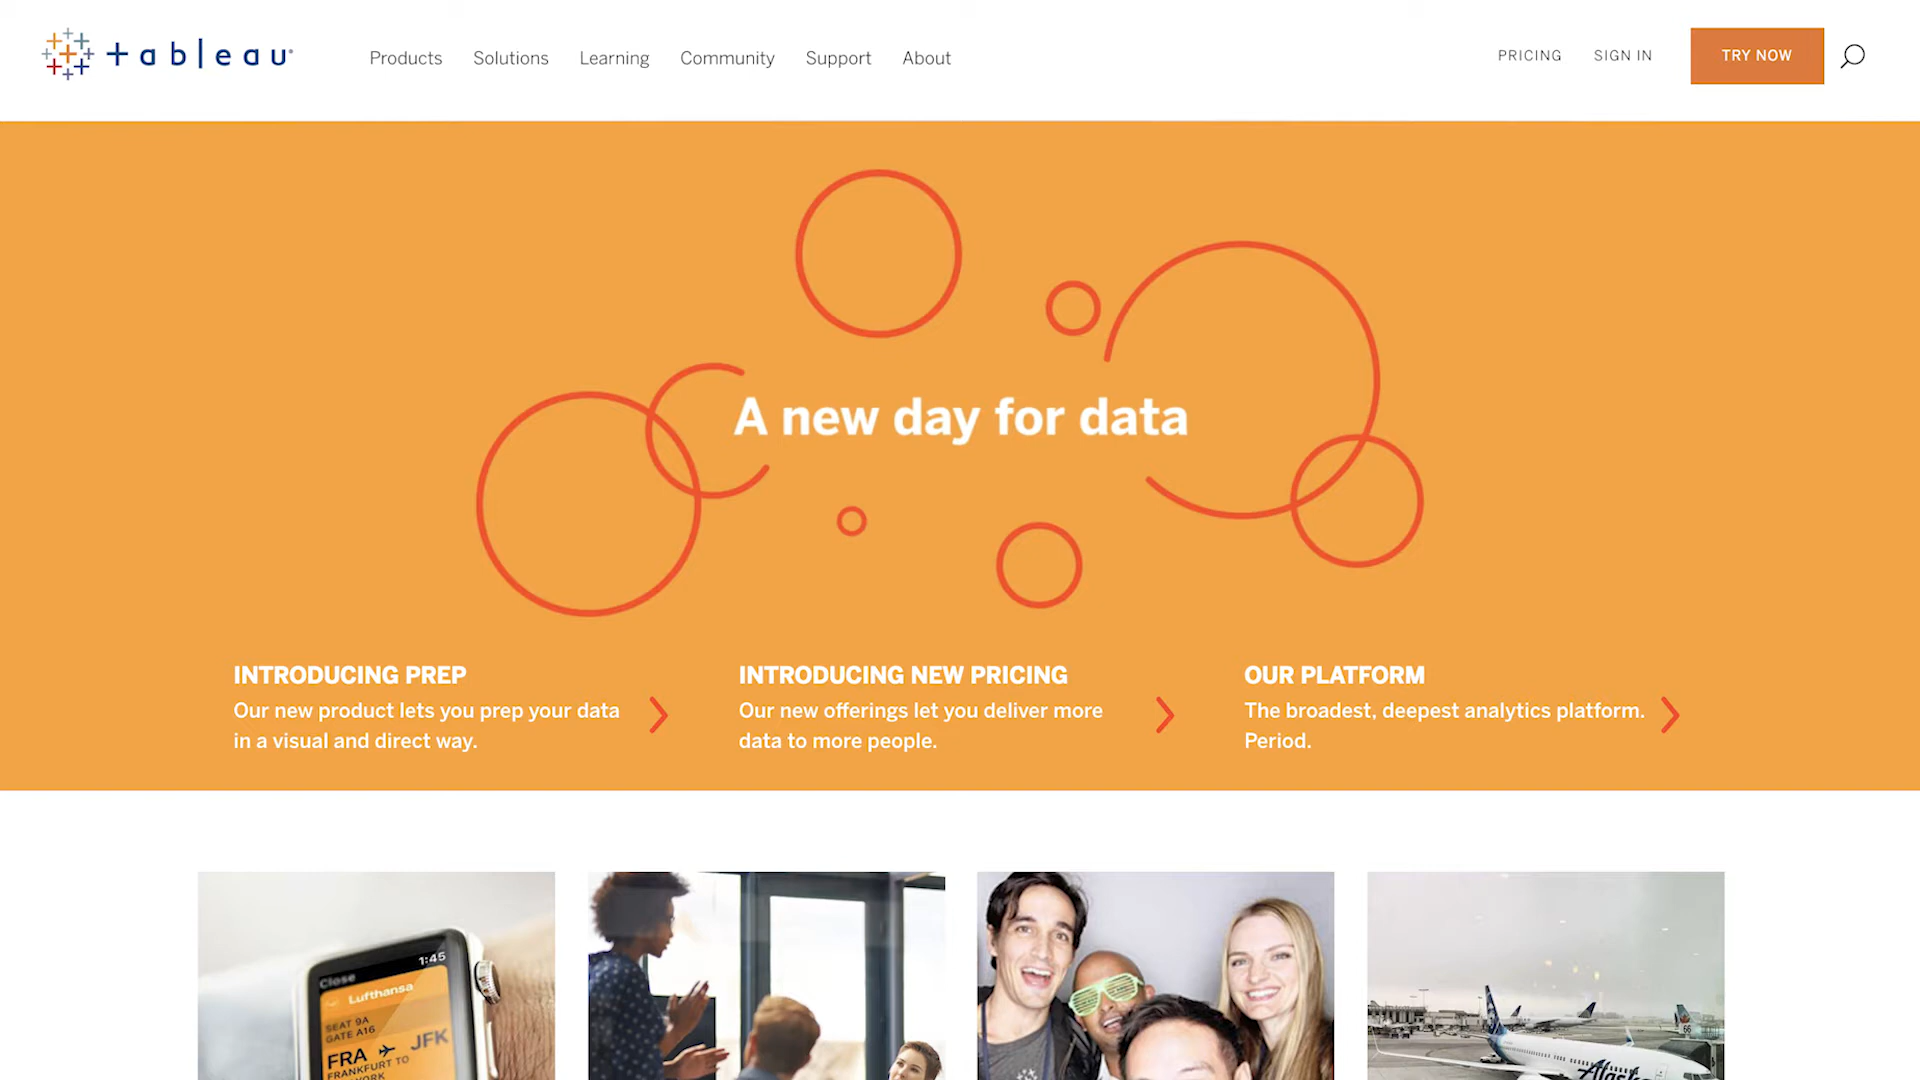 +ableau®
Products Solutions Learning Community Support About
PRICING SIGN IN TRY NOW
A new day for data
INTRODUCING PREP
Our new product lets you prep your data
in a visual and direct way.
INTRODUCING NEW PRICING
Our new offerings let you deliver more
data to more people.
OUR PLATFORM
The broadest, deepest analytics platform.
Period.
1:45
Close
Lufthansa
SEAT 9A
GATE A16
FRA JFK
FRANKFURT TO
66
Alaska